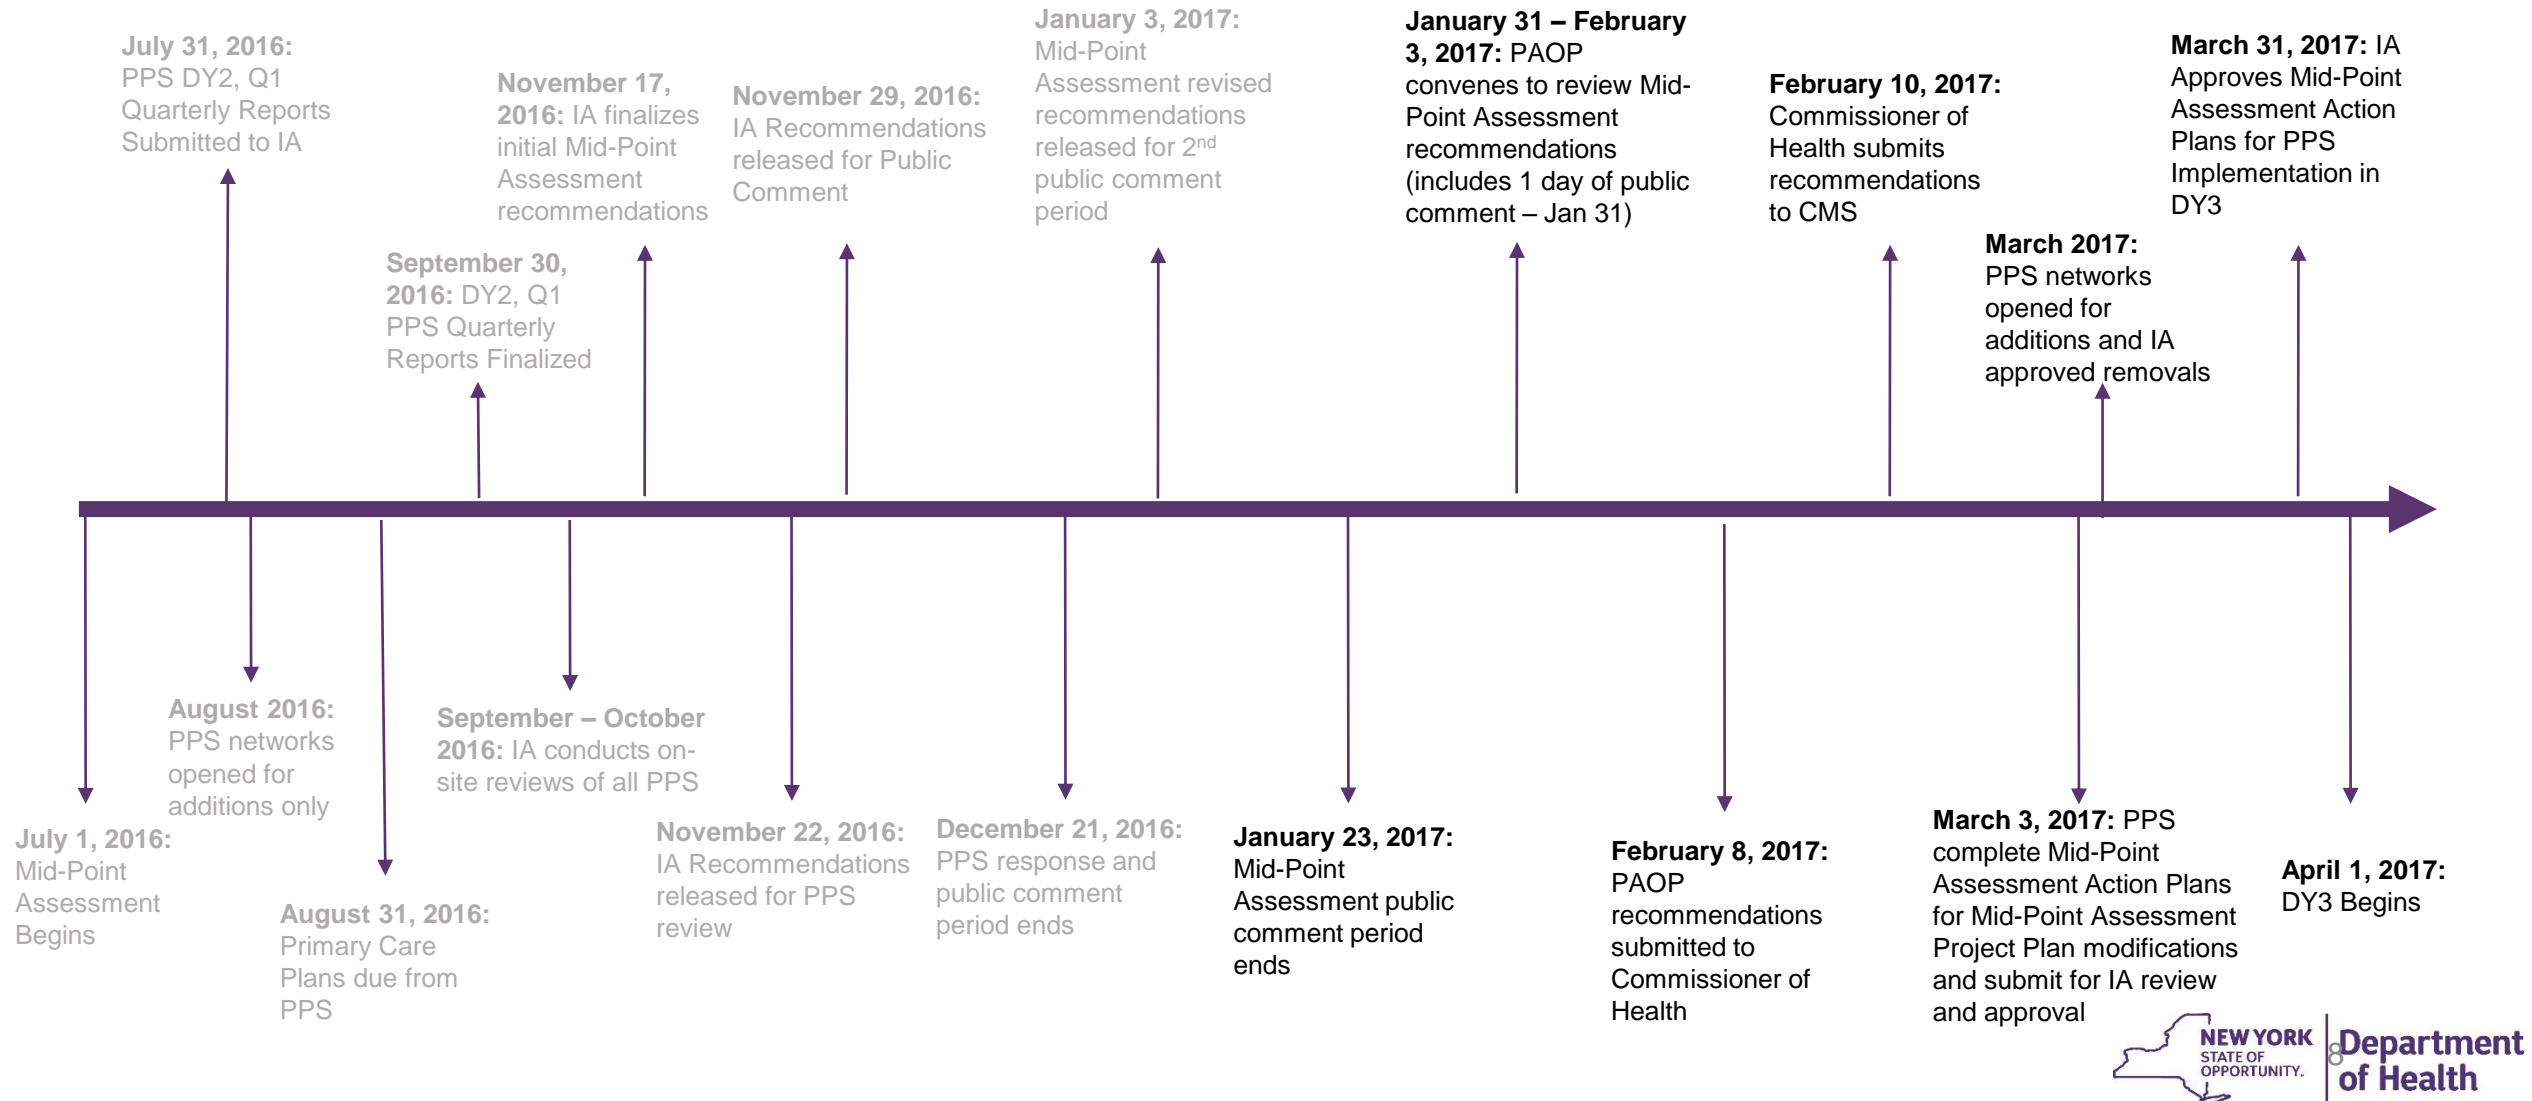 July 31, 2016:
PPS DY2, Q1
Quarterly Reports
Submitted to IA
September 30,
2016: DY2, Q1
PPS Quarterly
Reports Finalized
November 17,
2016: IA finalizes
initial Mid-Point
Assessment
recommendations
November 29, 2016:
IA Recommendations
released for Public
Comment
January 3, 2017:
Mid-Point
Assessment revised
recommendations
released for 2nd
public comment
period
January 31 – February
3, 2017: PAOP
convenes to review Mid-
Point Assessment
recommendations
(includes 1 day of public
comment – Jan 31)
February 10, 2017:
Commissioner of
Health submits
recommendations
to CMS
March 2017:
PPS networks
opened for
additions and IA
approved removals
March 31, 2017: IA
Approves Mid-Point
Assessment Action
Plans for PPS
Implementation in
DY3
July 1, 2016:
Mid-Point
Assessment
Begins
August 2016:
PPS networks
opened for
additions only
August 31, 2016:
Primary Care
Plans due from
PPS
September – October
2016: IA conducts on-
site reviews of all PPS
November 22, 2016:
IA Recommendations
released for PPS
review
December 21, 2016:
PPS response and
public comment
period ends
January 23, 2017:
Mid-Point
Assessment public
comment period
ends
February 8, 2017:
PAOP
recommendations
submitted to
Commissioner of
Health
March 3, 2017: PPS
complete Mid-Point
Assessment Action Plans
for Mid-Point Assessment
Project Plan modifications
and submit for IA review
and approval
April 1, 2017:
DY3 Begins
NEW YORK
STATE OF
OPPORTUNITY.
8
Department
of Health